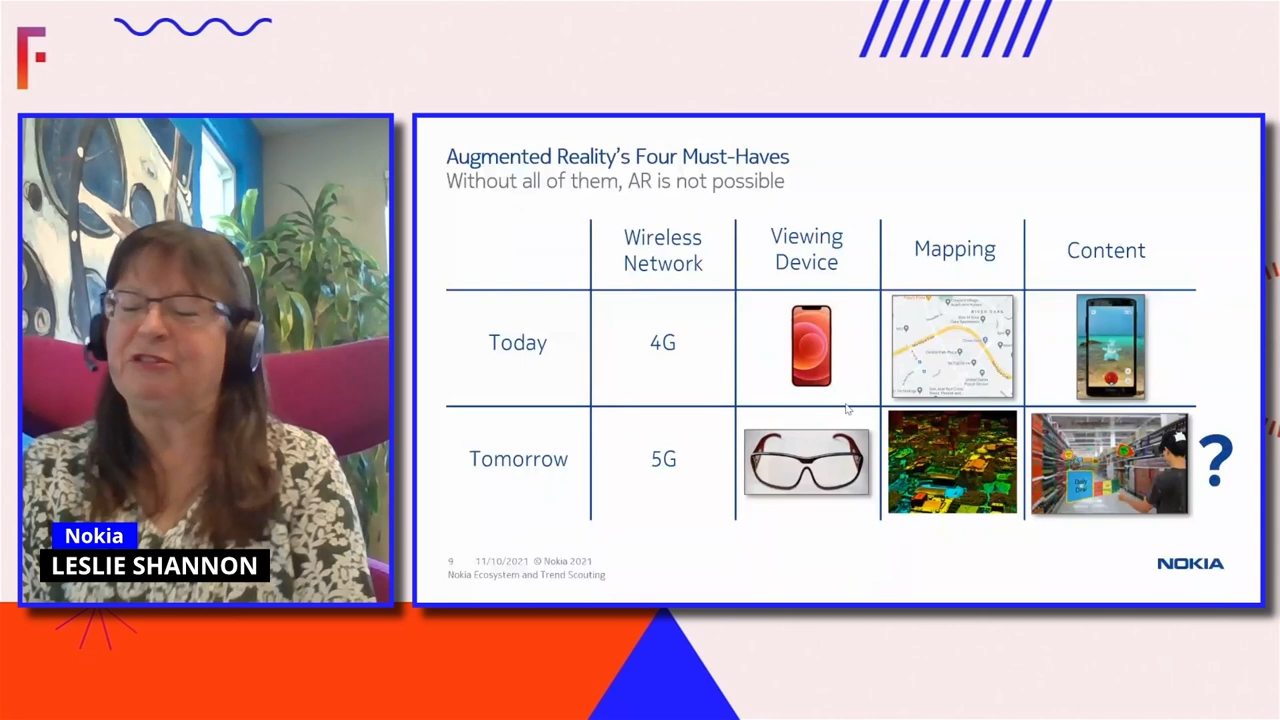 F
Nokia
LESLIE SHANNON
Augmented Reality's Four Must-Haves
Without all of them, AR is not possible
Wireless
Network
Viewing
Device
Mapping
Content
Today
4G
Tomorrow
5G
Daily
?
9 11/10/2021 © Nokia 2021
Nokia Ecosystem and Trend Scouting
NOKIA